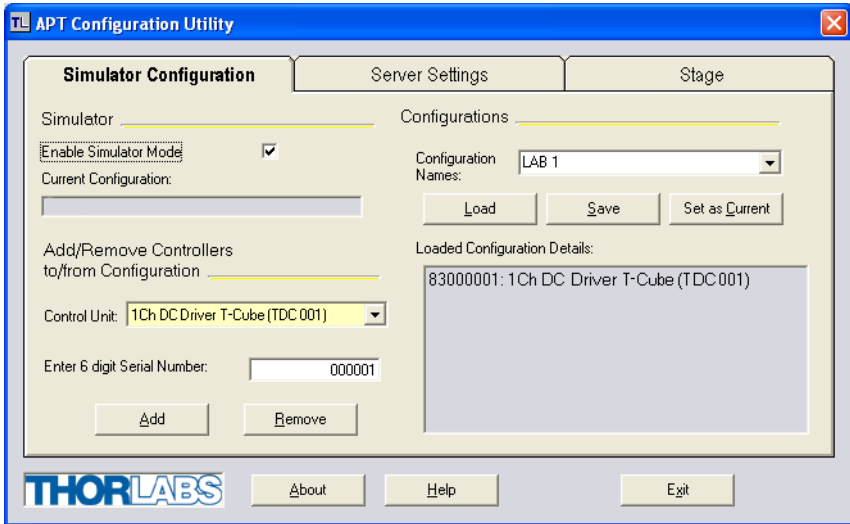 TL APT Configuration Utility
Simulator Configuration
Server Settings
Stage
Simulator
Enable Simulator Mode
Current Configuration:
Add/Remove Controllers
to/from Configuration
Control Unit: 1Ch DC Driver T-Cube (TDC001)
Enter 6 digit Serial Number: 000001
Add Remove
Configurations
Configuration
Names: LAB 1
Load Save Set as Current
Loaded Configuration Details:
83000001: 1Ch DC Driver T-Cube (TDC001)
THORLABS
About Help Exit